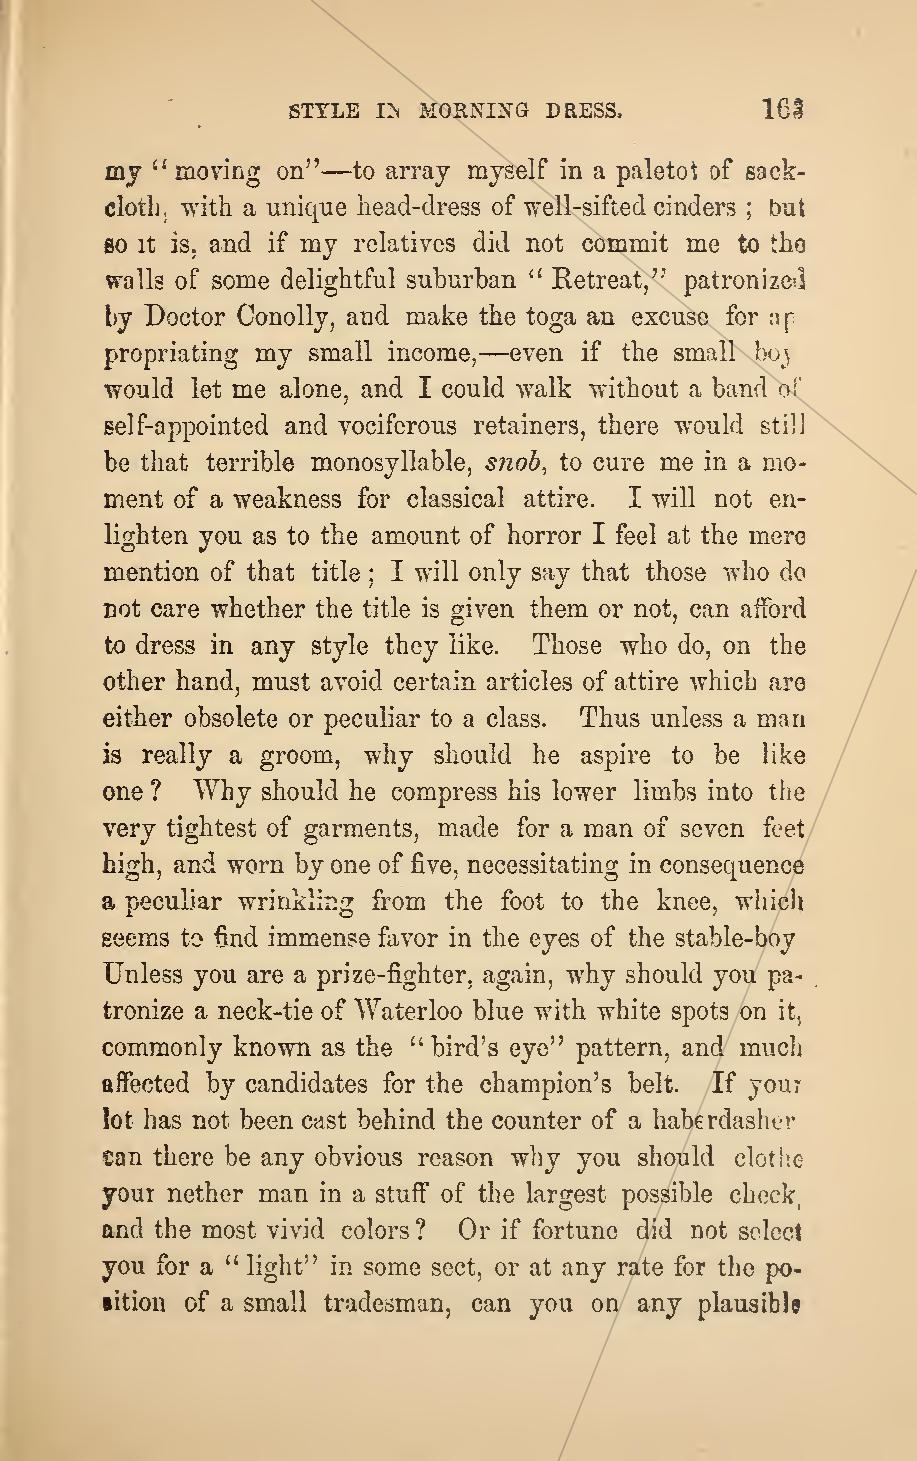 STYLE IN MORNING DRESS. 163
my “ moving on”—to array myself in a paletot of sack-
cloth, with a unique head-dress of well-sifted cinders ; but
so it is, and if my relatives did not commit me to the
walls of some delightful suburban “ Retreat,” patronized
by Doctor Conolly, and make the toga an excuse for ap
propriating my small income,—even if the small boy
would let me alone, and I could walk without a band of
self-appointed and vociferous retainers, there would still
be that terrible monosyllable, snob, to cure me in a mo-
ment of a weakness for classical attire. I will not en-
lighten you as to the amount of horror I feel at the mere
mention of that title ; I will only say that those who do
not care whether the title is given them or not, can afford
to dress in any style they like. Those who do, on the
other hand, must avoid certain articles of attire which are
either obsolete or peculiar to a class. Thus unless a man
is really a groom, why should he aspire to be like
one ? Why should he compress his lower limbs into the
very tightest of garments, made for a man of seven feet
high, and worn by one of five, necessitating in consequence
a peculiar wrinkling from the foot to the knee, which
seems to find immense favor in the eyes of the stable-boy
Unless you are a prize-fighter, again, why should you pa-
tronize a neck-tie of Waterloo blue with white spots on it,
commonly known as the “ bird’s eye” pattern, and much
affected by candidates for the champion’s belt. If your
lot has not been cast behind the counter of a haberdasher
can there be any obvious reason why you should clothe
your nether man in a stuff of the largest possible check,
and the most vivid colors ? Or if fortune did not select
you for a “ light” in some sect, or at any rate for the po-
sition of a small tradesman, can you on any plausible